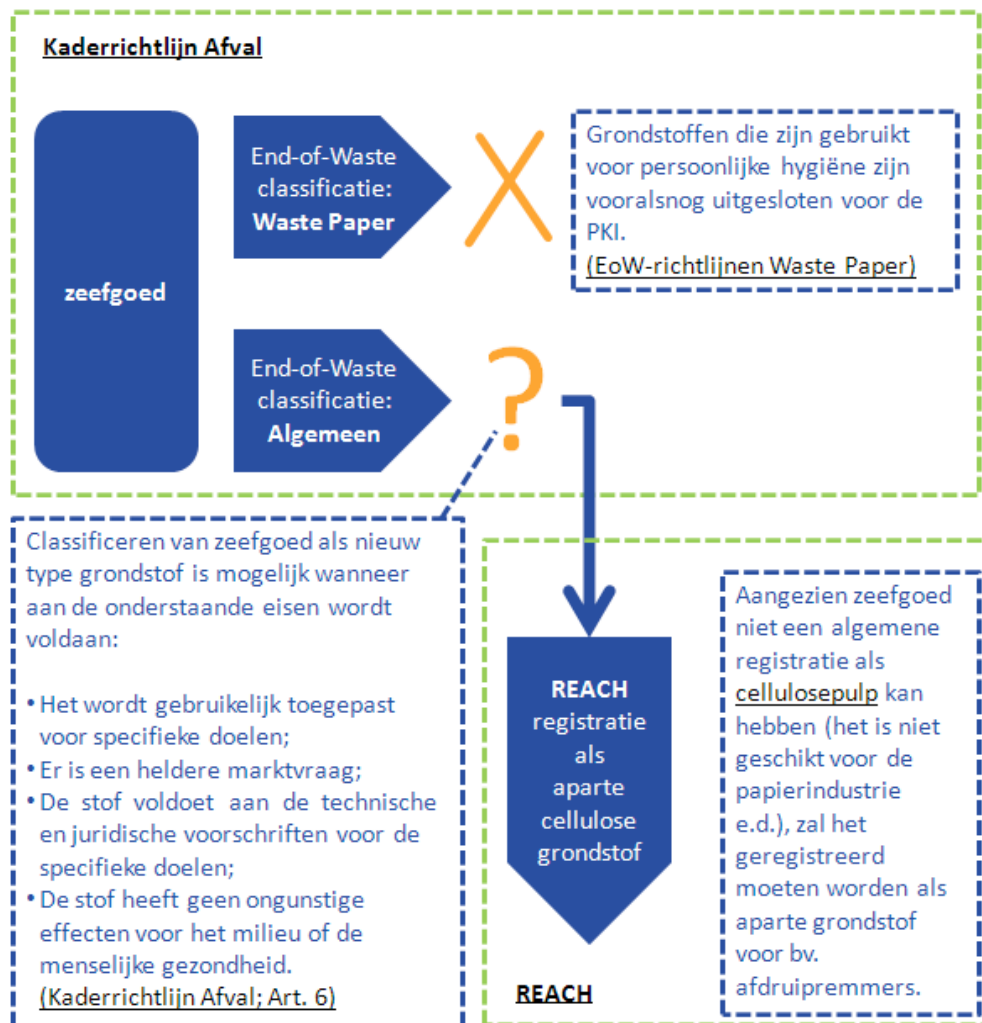 Kaderrichtlijn Afval
zeefgoed
End-of-Waste
classificatie:
Waste Paper
Grondstoffen die zijn gebruikt
voor persoonlijke hygiëne zijn
vooralsnog uitgesloten voor de
PKI.
(EoW-richtlijnen Waste Paper)
End-of-Waste
classificatie:
Algemeen
?
Classificeren van zeefgoed als nieuw
type grondstof is mogelijk wanneer
aan de onderstaande eisen wordt
voldaan:
• Het wordt gebruikelijk toegepast
voor specifieke doelen;
• Er is een heldere marktvraag;
• De stof voldoet aan de technische
en juridische voorschriften voor de
specifieke doelen;
• De stof heeft geen ongunstige
effecten voor het milieu of de
menselijke gezondheid.
(Kaderrichtlijn Afval; Art. 6)
REACH
registratie
als
aparte
cellulose
grondstof
Aangezien zeefgoed
niet een algemene
registratie als
cellulosepulp kan
hebben (het is niet
geschikt voor de
papierindustrie
e.d.), zal het
geregistreerd
moeten worden als
aparte grondstof
voor bv.
afdruipremmers.
REACH